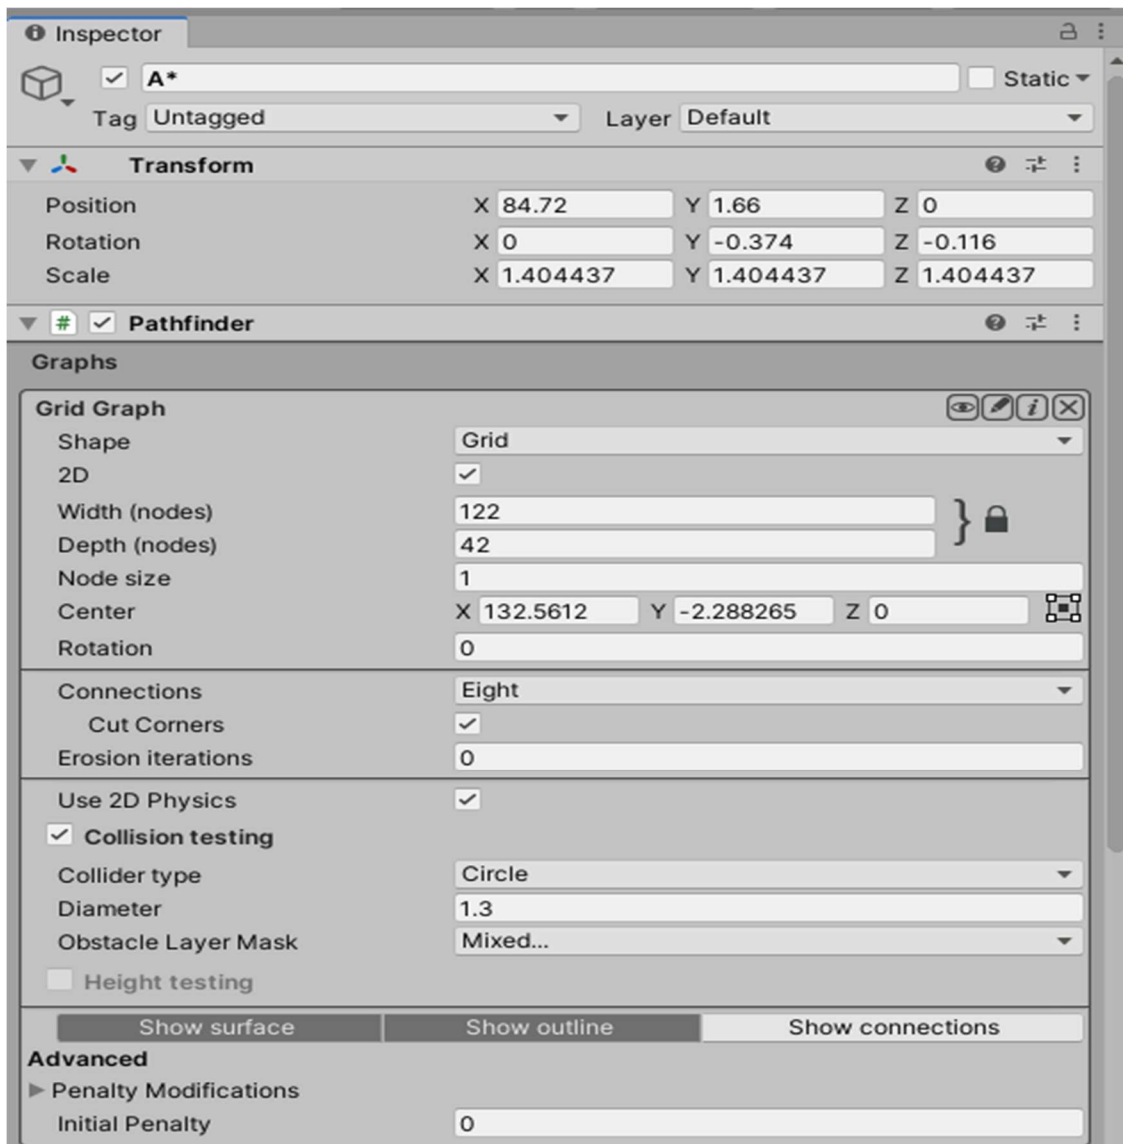 Inspector
A* Static
Tag Untagged Layer Default
Transform
Position X 84.72 Y 1.66 Z 0
Rotation X 0 Y -0.374 Z -0.116
Scale X 1.404437 Y 1.404437 Z 1.404437
# Pathfinder
Graphs
Grid Graph
Shape Grid
2D
Width (nodes) 122
Depth (nodes) 42
Node size 1
Center X 132.5612 Y -2.288265 Z 0
Rotation 0
Connections Eight
Cut Corners
Erosion iterations 0
Use 2D Physics
Collision testing
Collider type Circle
Diameter 1.3
Obstacle Layer Mask Mixed...
Height testing
Show surface Show outline Show connections
Advanced
Penalty Modifications
Initial Penalty 0